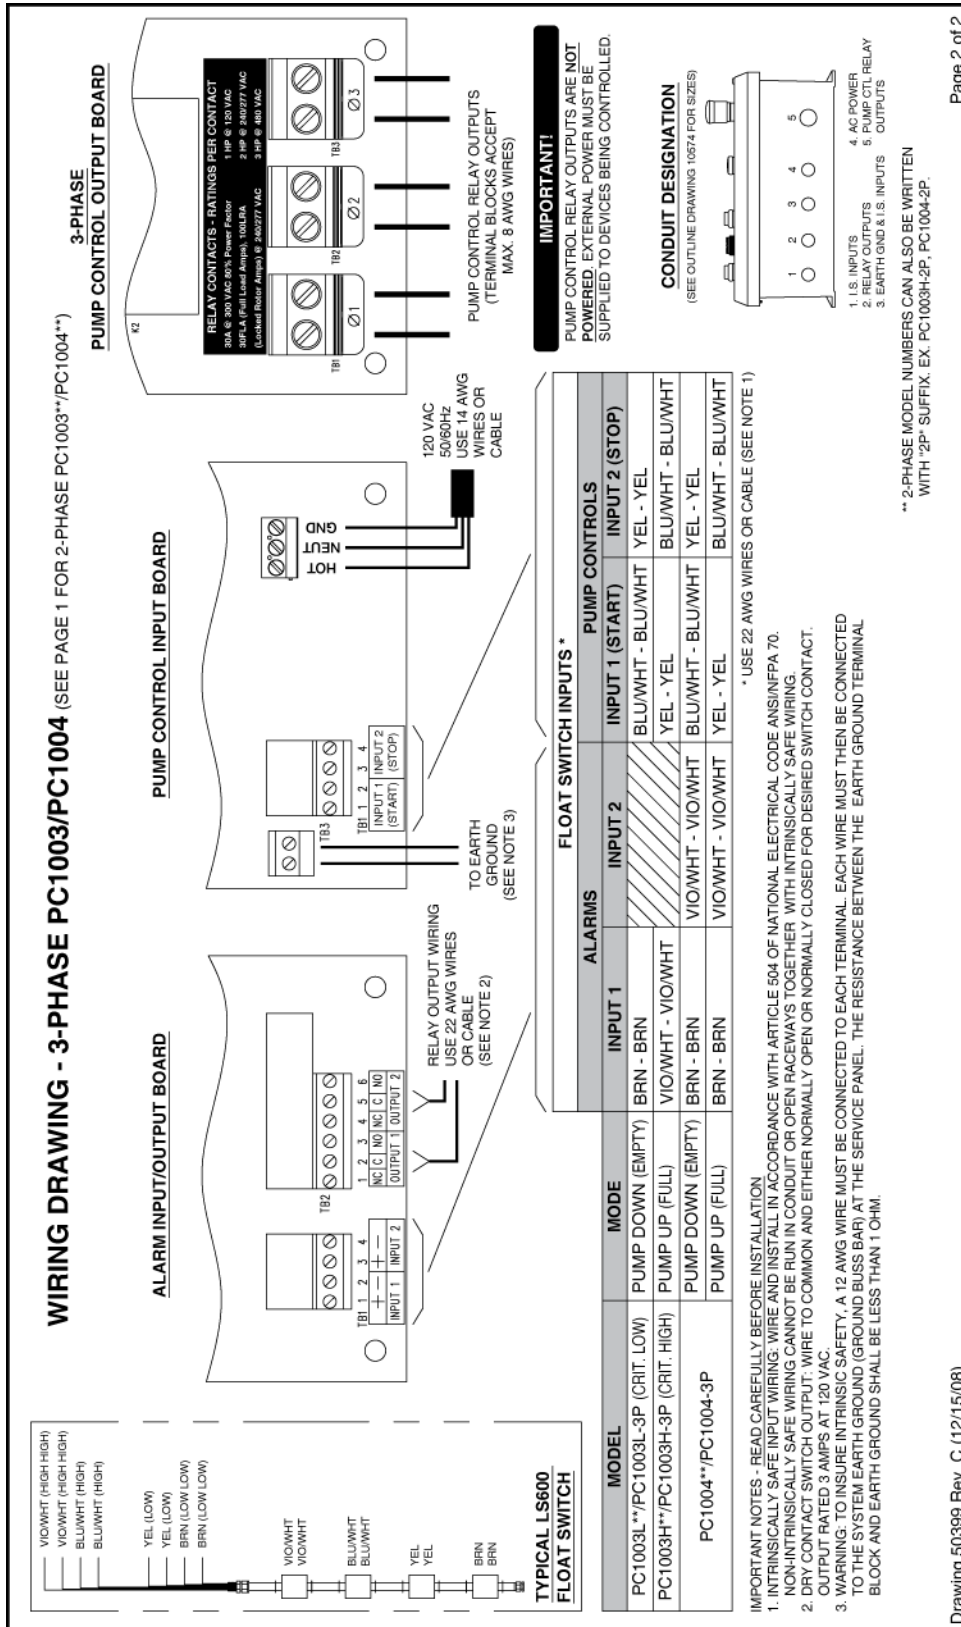 WIRING DRAWING - 3-PHASE PC1003/PC1004 (SEE PAGE 1 FOR 2-PHASE PC1003**/PC1004**)
VIO/WHT (HIGH HIGH)
VIO/WHT (HIGH HIGH)
BLU/WHT (HIGH)
BLU/WHT (HIGH)
YEL (LOW)
YEL (LOW)
BRN (LOW LOW)
BRN (LOW LOW)
VIO/WHT
VIO/WHT
BLU/WHT
BLU/WHT
YEL
YEL
BRN
BRN
TYPICAL LS600
FLOAT SWITCH
ALARM INPUT/OUTPUT BOARD
TB1 1 2 3 4
+ − + −
INPUT 1 INPUT 2
TB2
1 2 3 4 5 6
NC C NO NC C NO
OUTPUT 1 OUTPUT 2
RELAY OUTPUT WIRING
USE 22 AWG WIRES
OR CABLE
(SEE NOTE 2)
PUMP CONTROL INPUT BOARD
TB3
TB1 1 2 3 4
INPUT 1 INPUT 2
(START) (STOP)
TO EARTH
GROUND
(SEE NOTE 3)
HOT
NEUT
GND
120 VAC
50/60Hz
USE 14 AWG
WIRES OR
CABLE
3-PHASE
PUMP CONTROL OUTPUT BOARD
K2
RELAY CONTACTS - RATINGS PER CONTACT
30A @ 300 VAC 80% Power Factor 1 HP @ 120 VAC
30FLA (Full Load Amps), 100LRA 2 HP @ 240/277 VAC
(Locked Rotor Amps) @ 240/277 VAC 3 HP @ 480 VAC
TB1 Ø1
TB2 Ø2
TB3 Ø3
PUMP CONTROL RELAY OUTPUTS
(TERMINAL BLOCKS ACCEPT
MAX. 8 AWG WIRES)
IMPORTANT!
PUMP CONTROL RELAY OUTPUTS ARE NOT
POWERED. EXTERNAL POWER MUST BE
SUPPLIED TO DEVICES BEING CONTROLLED.
CONDUIT DESIGNATION
(SEE OUTLINE DRAWING 10574 FOR SIZES)
1 2 3 4 5
1. I.S. INPUTS
2. RELAY OUTPUTS
3. EARTH GND & I.S. INPUTS
4. AC POWER
5. PUMP CTL RELAY
OUTPUTS
FLOAT SWITCH INPUTS *
ALARMS PUMP CONTROLS
MODEL MODE INPUT 1 INPUT 2 INPUT 1 (START) INPUT 2 (STOP)
PC1003L**/PC1003L-3P (CRIT. LOW) PUMP DOWN (EMPTY) BRN - BRN BLU/WHT - BLU/WHT YEL - YEL
PC1003H**/PC1003H-3P (CRIT. HIGH) PUMP UP (FULL) VIO/WHT - VIO/WHT YEL - YEL BLU/WHT - BLU/WHT
PC1004**/PC1004-3P PUMP DOWN (EMPTY) BRN - BRN VIO/WHT - VIO/WHT BLU/WHT - BLU/WHT YEL - YEL
PUMP UP (FULL) BRN - BRN VIO/WHT - VIO/WHT YEL - YEL BLU/WHT - BLU/WHT
* USE 22 AWG WIRES OR CABLE (SEE NOTE 1)
IMPORTANT NOTES - READ CAREFULLY BEFORE INSTALLATION
1. INTRINSICALLY SAFE INPUT WIRING: WIRE AND INSTALL IN ACCORDANCE WITH ARTICLE 504 OF NATIONAL ELECTRICAL CODE ANSI/NFPA 70.
NON-INTRINSICALLY SAFE WIRING CANNOT BE RUN IN CONDUIT OR OPEN RACEWAYS TOGETHER WITH INTRINSICALLY SAFE WIRING.
2. DRY CONTACT SWITCH OUTPUT: WIRE TO COMMON AND EITHER NORMALLY OPEN OR NORMALLY CLOSED FOR DESIRED SWITCH CONTACT.
OUTPUT RATED 3 AMPS AT 120 VAC.
3. WARNING: TO INSURE INTRINSIC SAFETY, A 12 AWG WIRE MUST BE CONNECTED TO EACH TERMINAL. EACH WIRE MUST THEN BE CONNECTED
TO THE SYSTEM EARTH GROUND (GROUND BUSS BAR) AT THE SERVICE PANEL. THE RESISTANCE BETWEEN THE EARTH GROUND TERMINAL
BLOCK AND EARTH GROUND SHALL BE LESS THAN 1 OHM.
** 2-PHASE MODEL NUMBERS CAN ALSO BE WRITTEN
WITH "2P" SUFFIX. EX. PC1003H-2P, PC1004-2P.
Drawing 50399 Rev. C (12/15/08)
Page 2 of 2